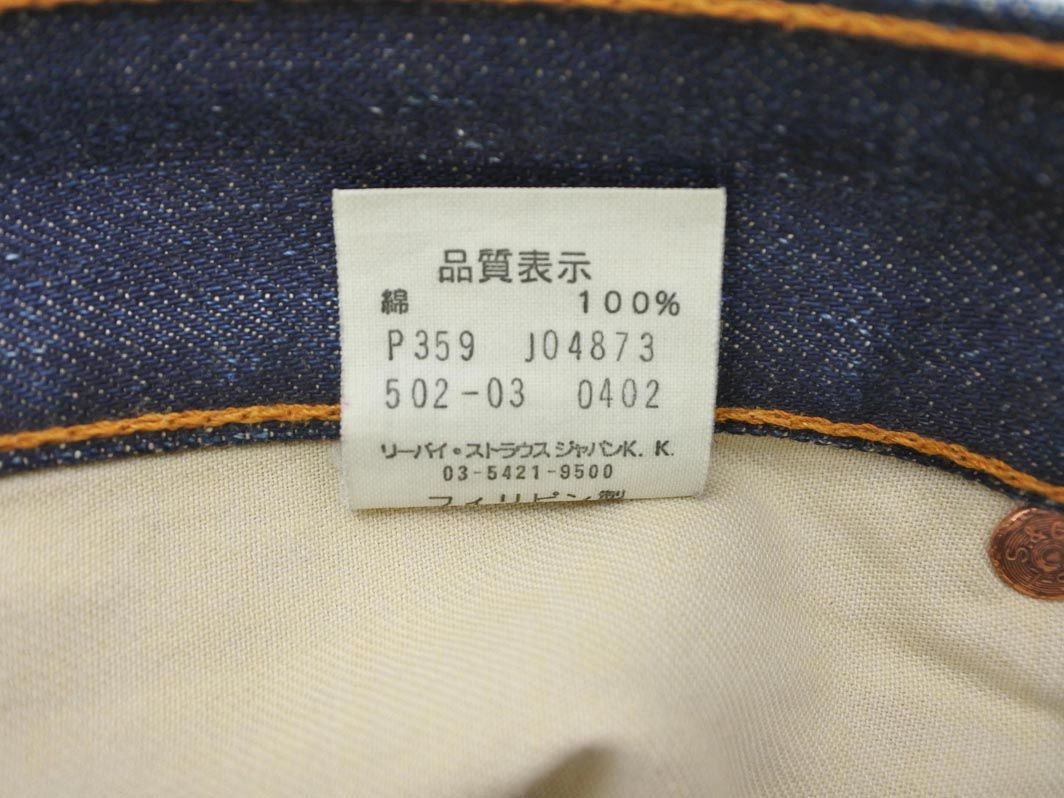 品質表示
綿 100%
P359 J04873
502-03 0402
リーバイ・ストラウス ジャパンK. K.
03-5421-9500
フィリピン製
S &